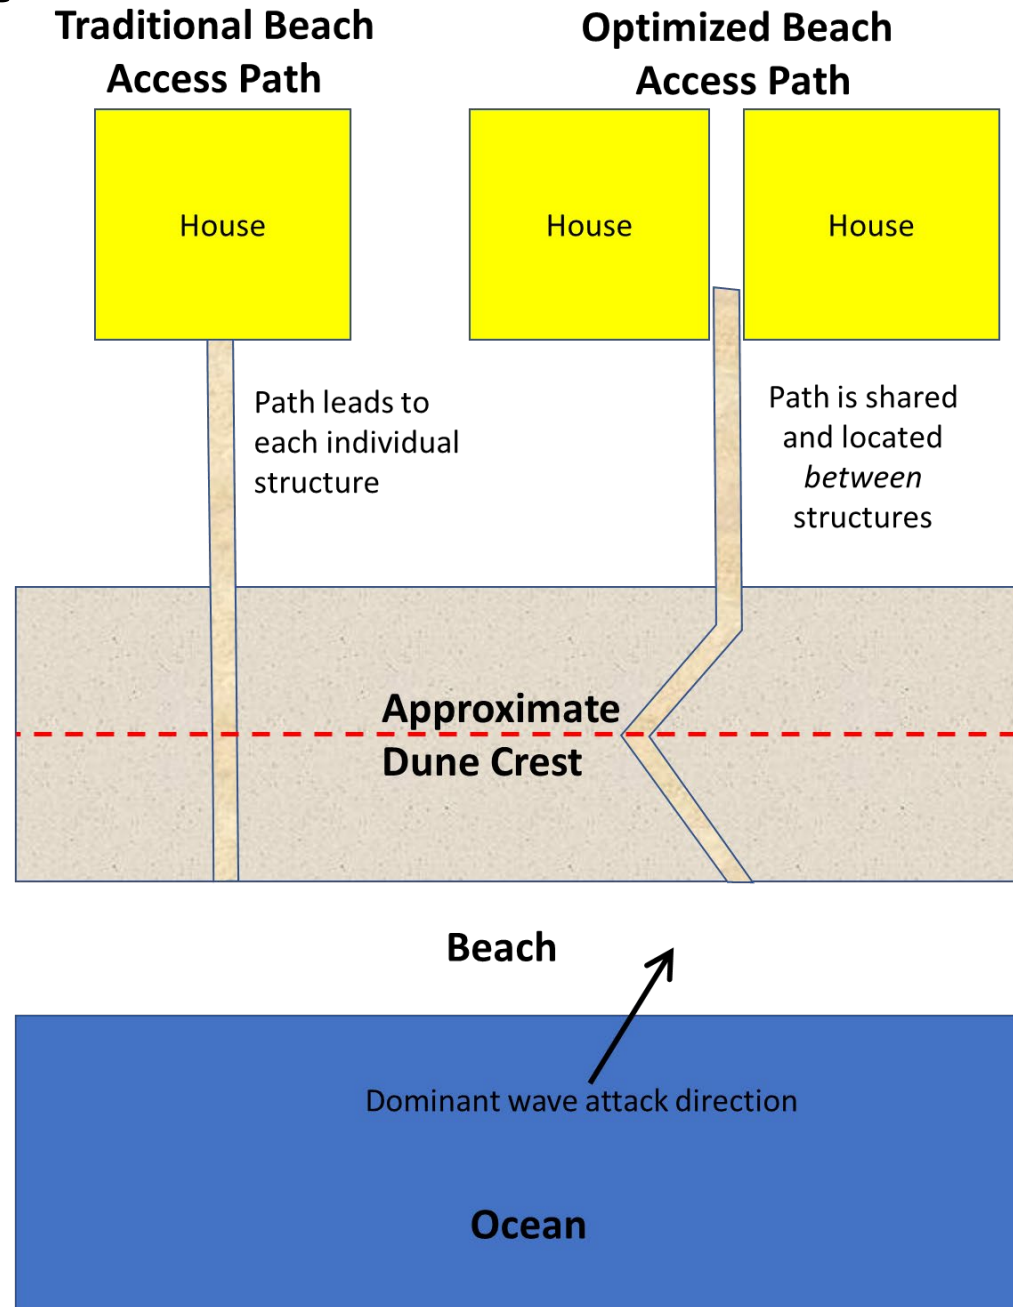 Traditional Beach
Access Path
Optimized Beach
Access Path
House
House
House
Path leads to
each individual
structure
Path is shared
and located
between
structures
Approximate
Dune Crest
Beach
Dominant wave attack direction
Ocean